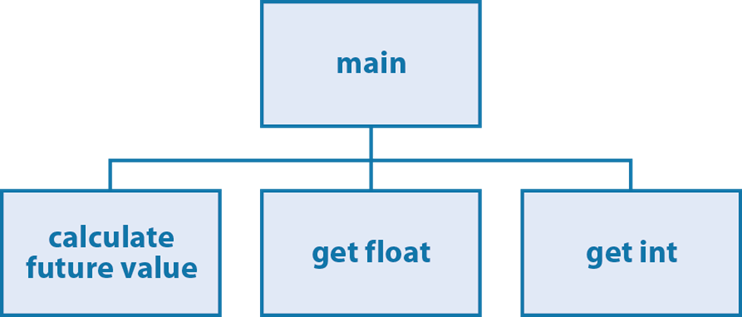 main
calculate
future value
get float
get int